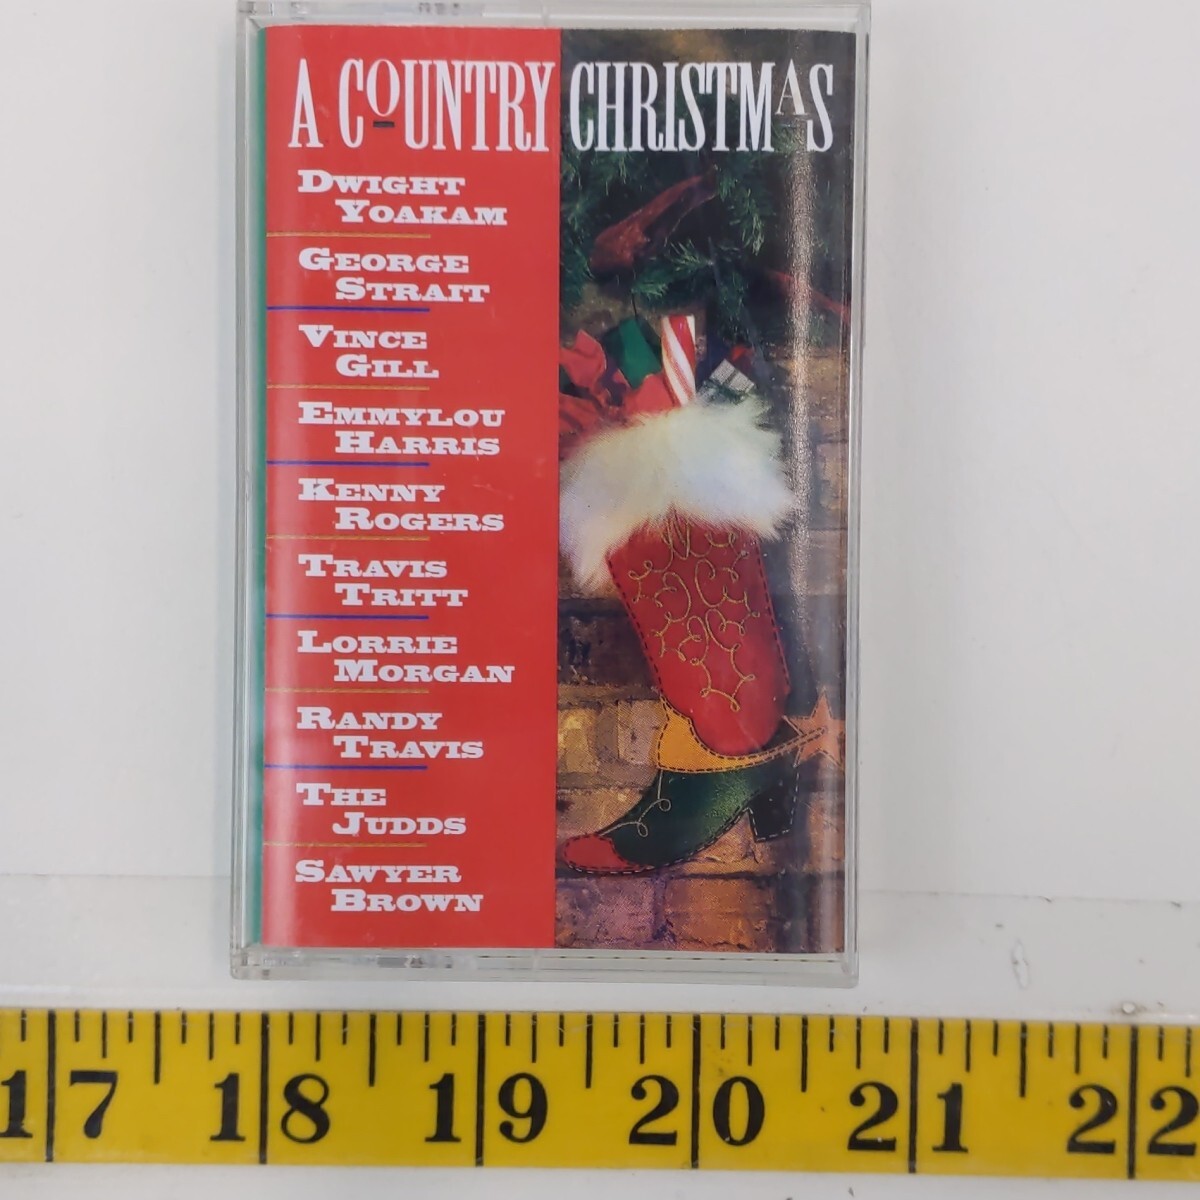 A COUNTRY CHRISTMAS
DWIGHT
YOAKAM
GEORGE
STRAIT
VINCE
GILL
EMMYLOU
HARRIS
KENNY
ROGERS
TRAVIS
TRITT
LORRIE
MORGAN
RANDY
TRAVIS
THE
JUDDS
SAWYER
BROWN
17 18 19 20 21 22